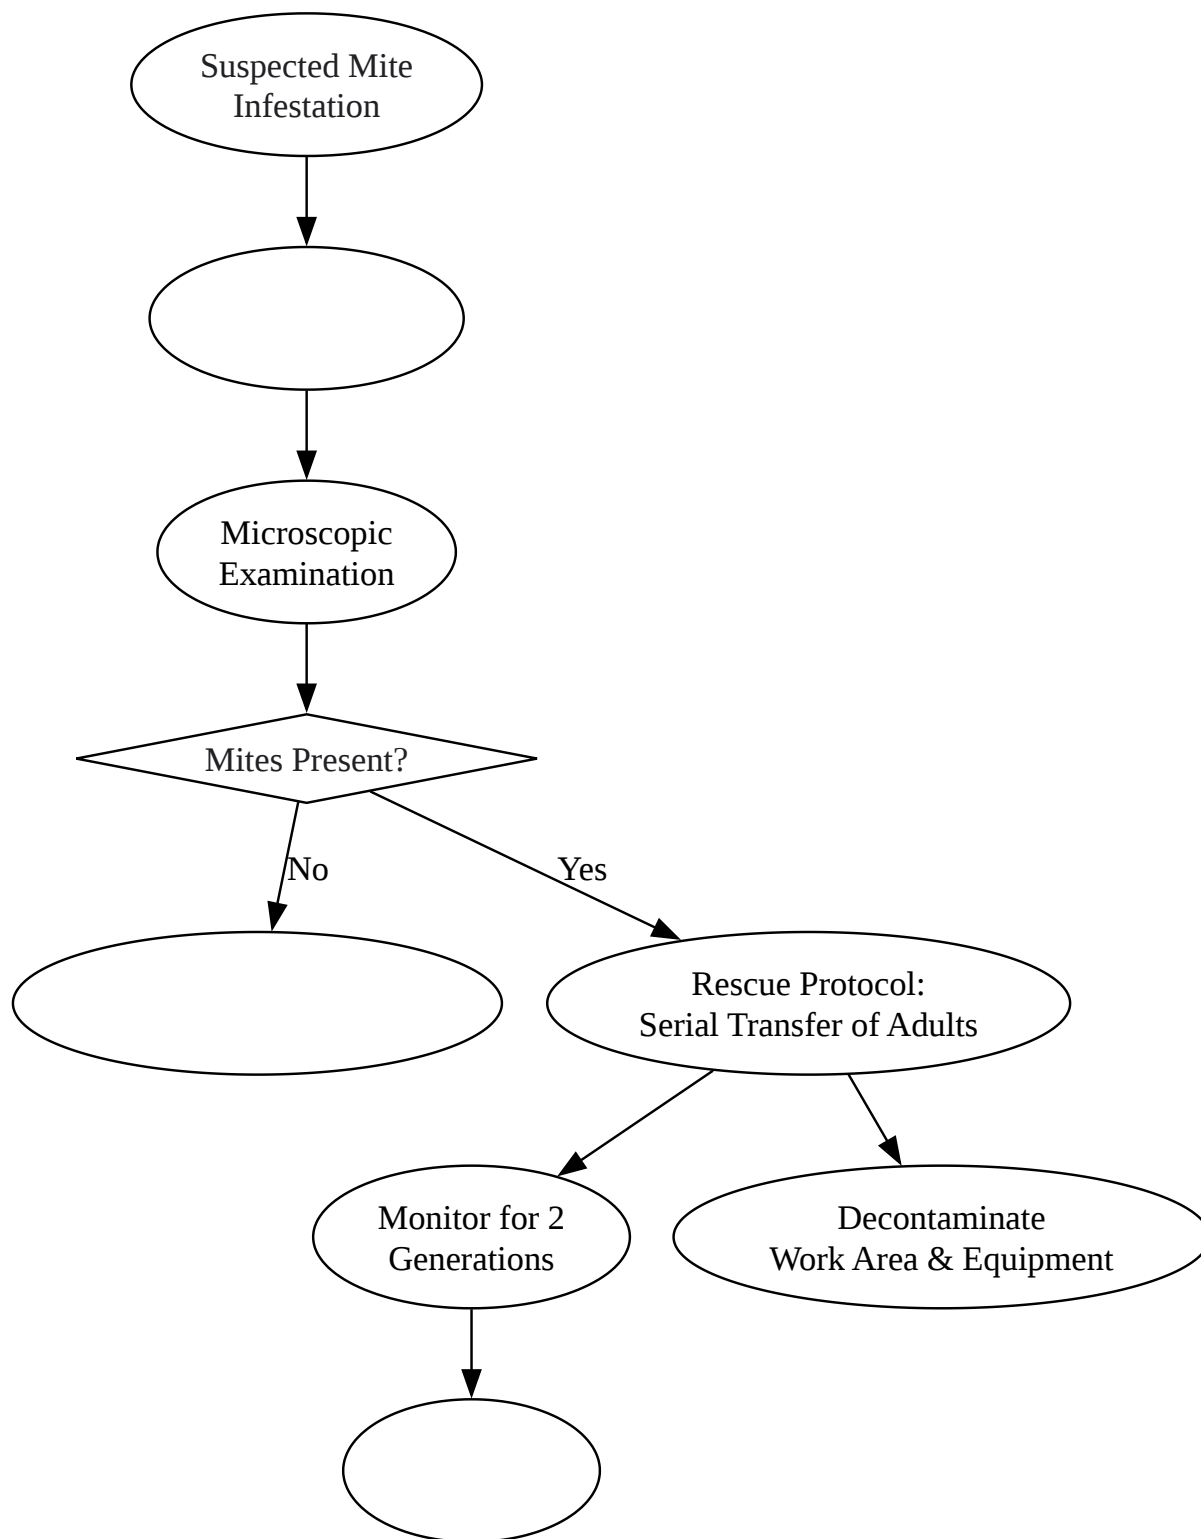 Suspected Mite
Infestation
Microscopic
Examination
Mites Present?
No
Yes
Rescue Protocol:
Serial Transfer of Adults
Monitor for 2
Generations
Decontaminate
Work Area & Equipment